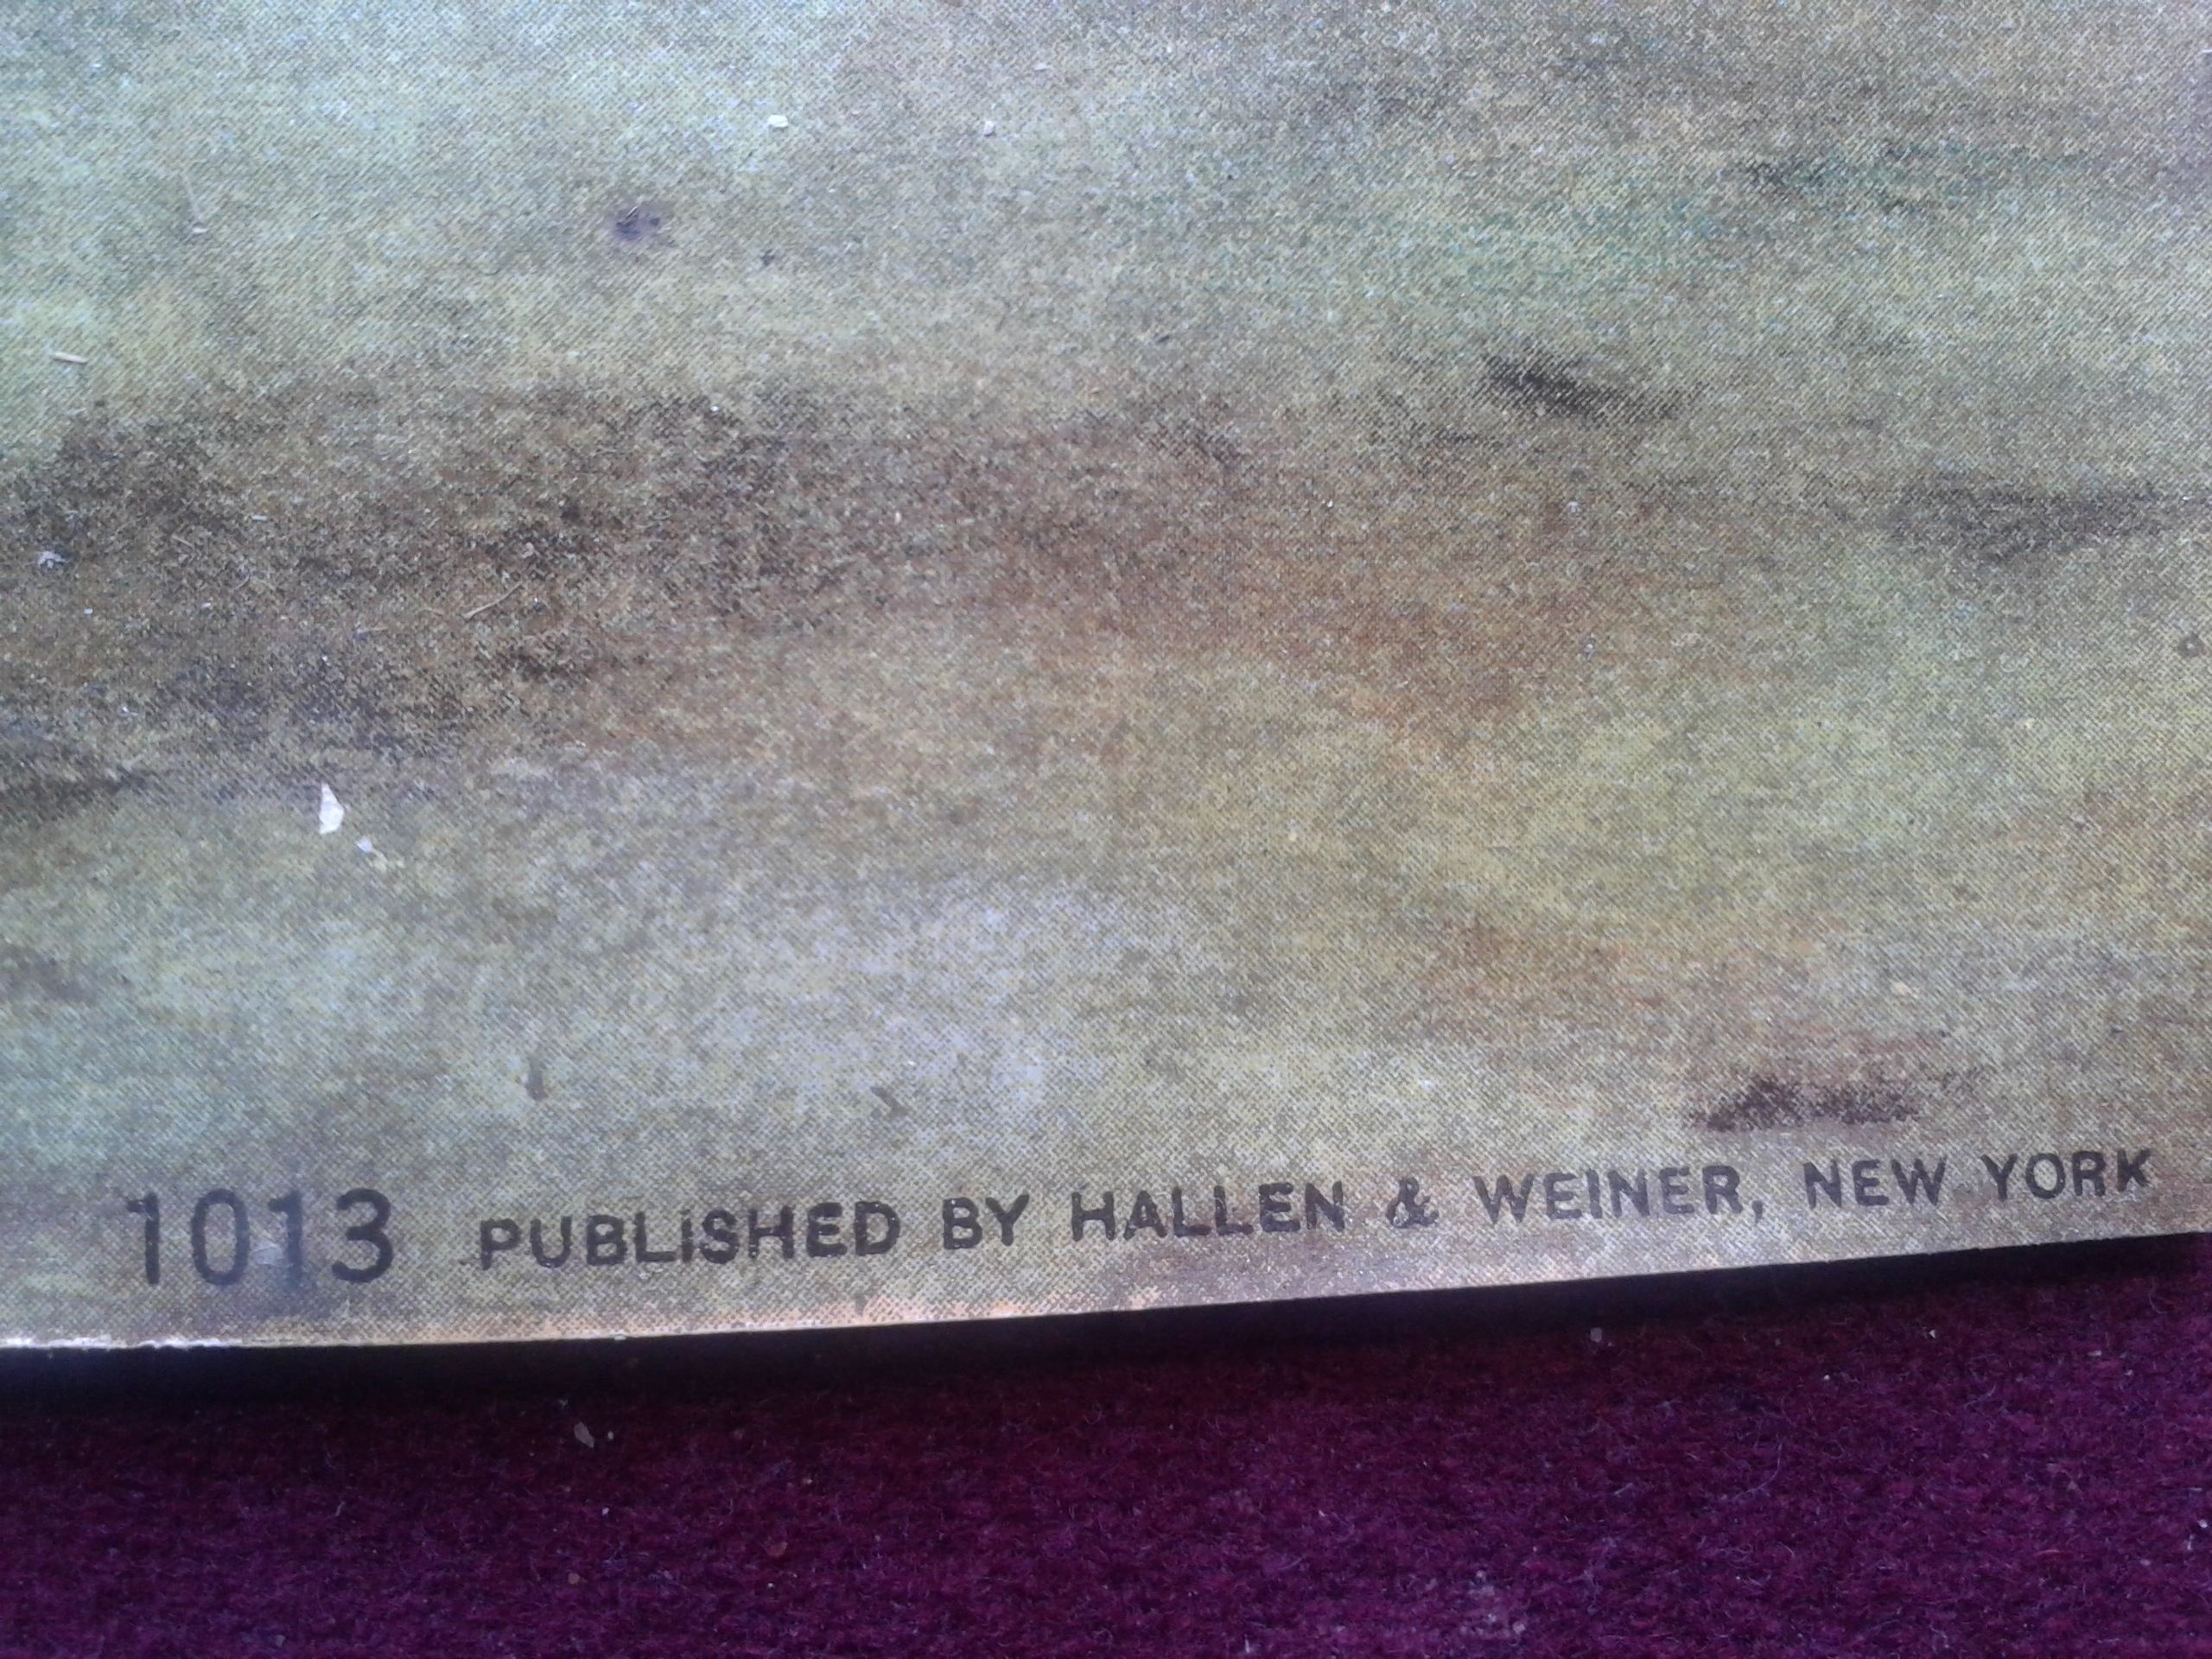 1013 PUBLISHED BY HALLEN & WEINER, NEW YORK